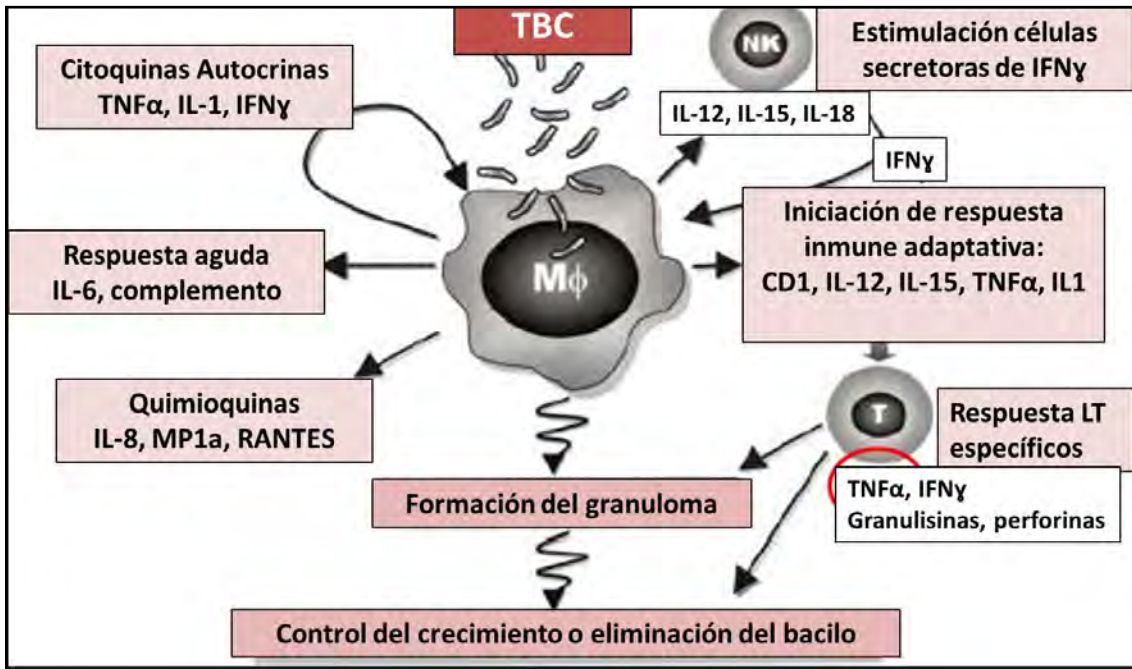 TBC
NK
Estimulación células
secretoras de IFNɣ
Citoquinas Autocrinas
TNFα, IL-1, IFNɣ
IL-12, IL-15, IL-18
IFNɣ
Iniciación de respuesta
inmune adaptativa:
CD1, IL-12, IL-15, TNFα, IL1
Respuesta aguda
IL-6, complemento
Mϕ
Quimioquinas
IL-8, MP1a, RANTES
T
Respuesta LT
específicos
TNFα, IFNɣ
Granulisinas, perforinas
Formación del granuloma
Control del crecimiento o eliminación del bacilo